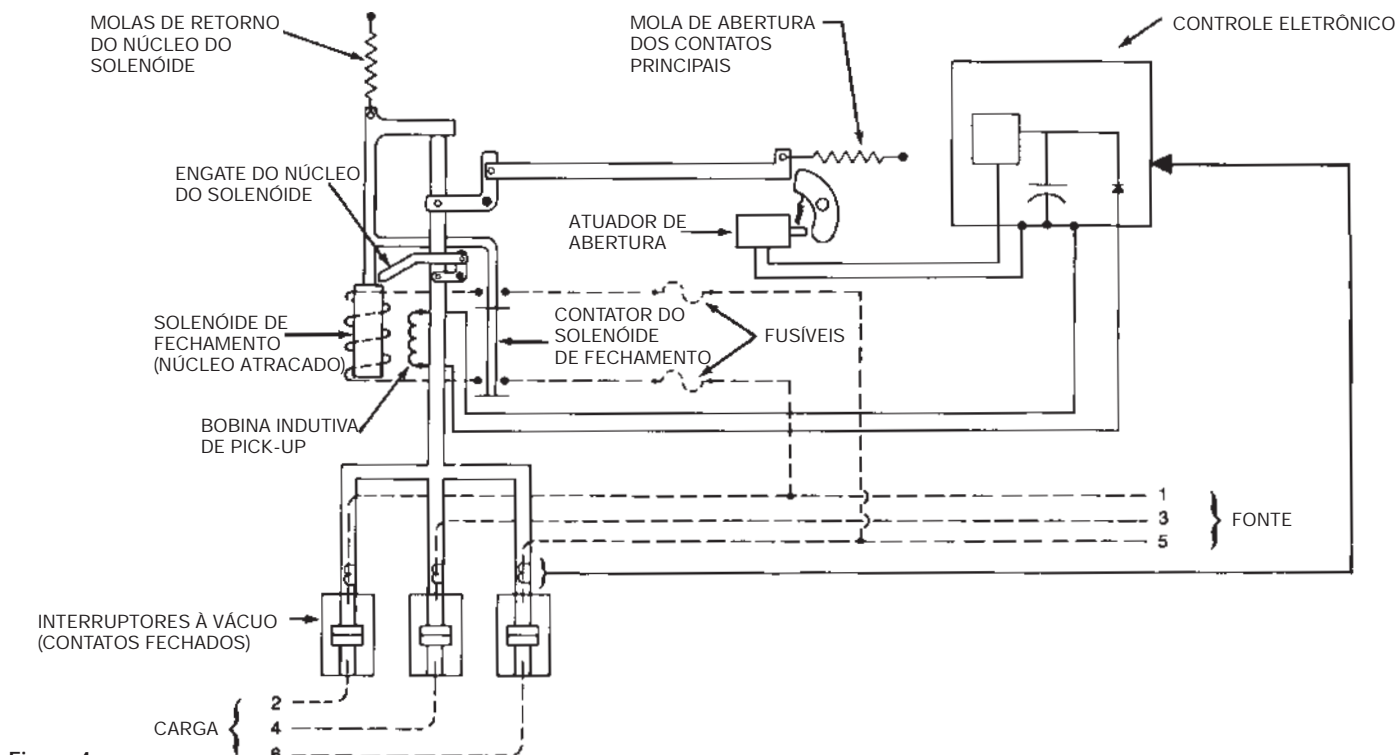 MOLAS DE RETORNO
DO NÚCLEO DO
SOLENÓIDE
MOLA DE ABERTURA
DOS CONTATOS
PRINCIPAIS
CONTROLE ELETRÔNICO
ENGATE DO NÚCLEO
DO SOLENÓIDE
ATUADOR DE
ABERTURA
SOLENÓIDE DE
FECHAMENTO
(NÚCLEO ATRACADO)
CONTATOR DO
SOLENÓIDE
DE FECHAMENTO
FUSÍVEIS
BOBINA INDUTIVA
DE PICK-UP
1
3
5
FONTE
INTERRUPTORES À VÁCUO
(CONTATOS FECHADOS)
CARGA
2
4
6